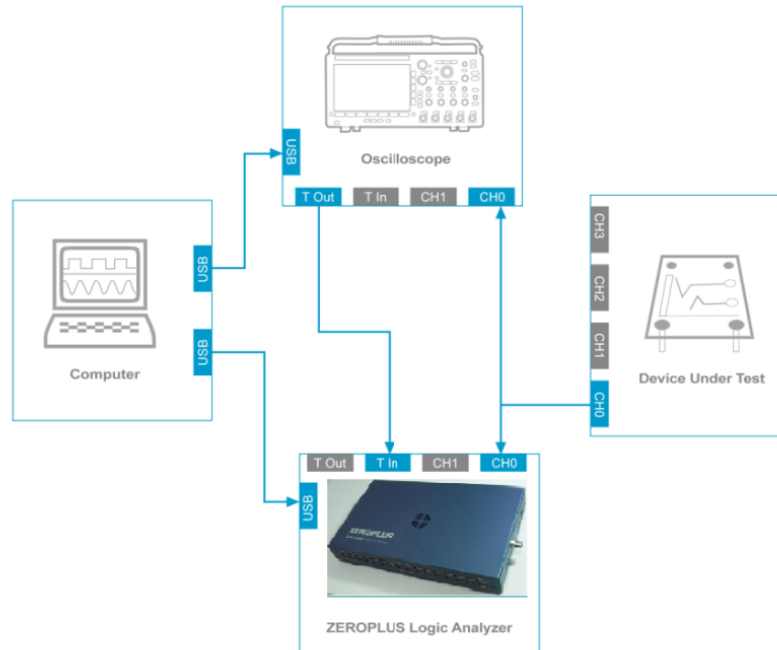 USB
Oscilloscope
T Out T In CH1 CH0
USB
USB
Computer
CH3
CH2
CH1
CH0
Device Under Test
T Out T In CH1 CH0
USB
ZEROPLUS
ZEROPLUS Logic Analyzer